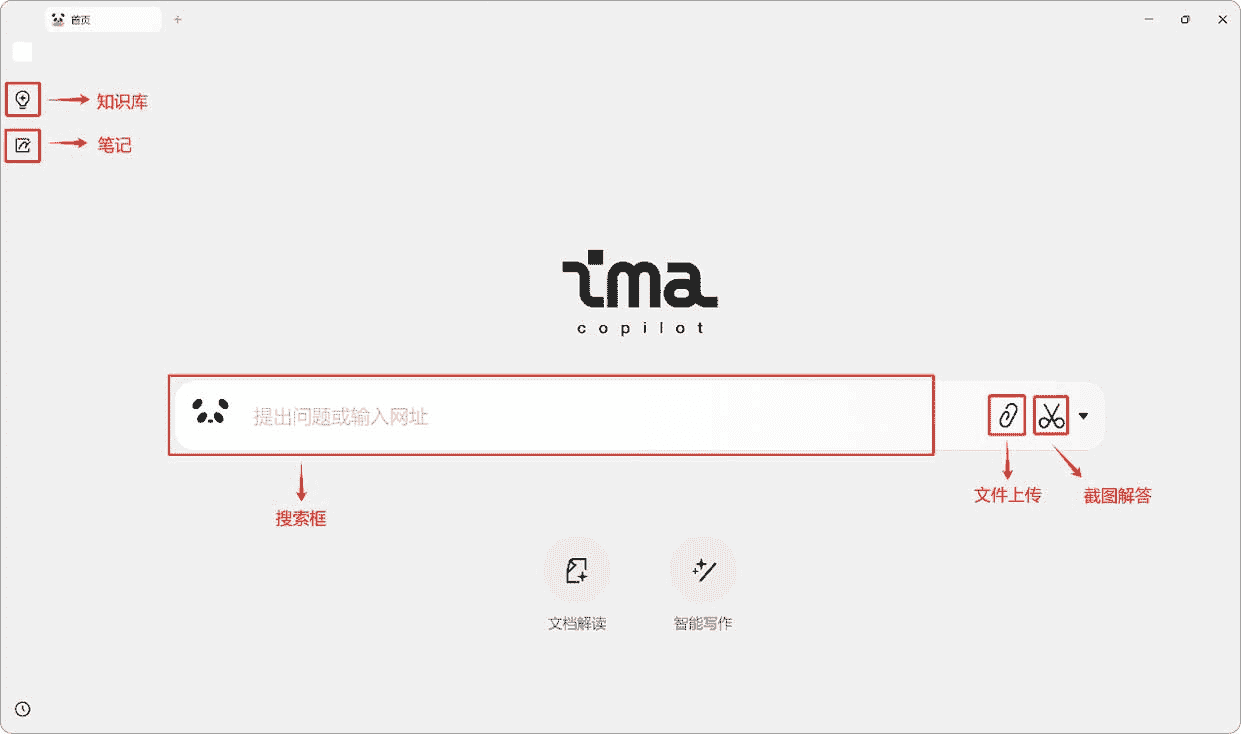 首页
知识库
笔记
ima
copilot
提出问题或输入网址
文件上传
截图解答
搜索框
文档解读
智能写作